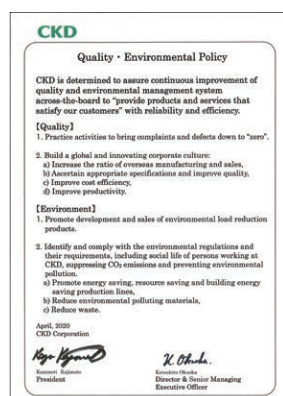 CKD
Quality・Environmental Policy
CKD is determined to assure continuous improvement of
quality and environmental management system
across-the-board to "provide products and services that
satisfy our customers" with reliability and efficiency.
【Quality】
1. Practice activities to bring complaints and defects down to "zero".
2. Build a global and innovating corporate culture:
a) Increase the ratio of overseas manufacturing and sales,
b) Ascertain appropriate specifications and improve quality,
c) Improve cost efficiency,
d) Improve productivity.
【Environment】
1. Promote development and sales of environmental load reduction
products.
2. Identify and comply with the environmental regulations and
their requirements, including social life of persons working at
CKD, suppressing CO₂ emissions and preventing environmental
pollution.
a) Promote energy saving, resource saving and building energy
saving production lines,
b) Reduce environmental polluting materials,
c) Reduce waste.
April, 2020
CKD Corporation
Kazunori Kajimoto
President
K. Okuoka
Katsuhito Okuoka
Director & Senior Managing
Executive Officer